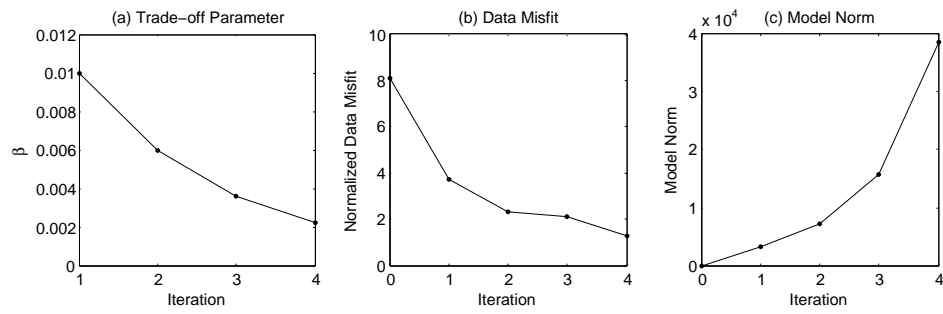 (a) Trade−off Parameter
0.012
0.01
0.008
0.006
0.004
0.002
0
β
1 2 3 4
Iteration
(b) Data Misfit
10
8
6
4
2
0
Normalized Data Misfit
0 1 2 3 4
Iteration
x 10^4
(c) Model Norm
4
3
2
1
0
Model Norm
0 1 2 3 4
Iteration